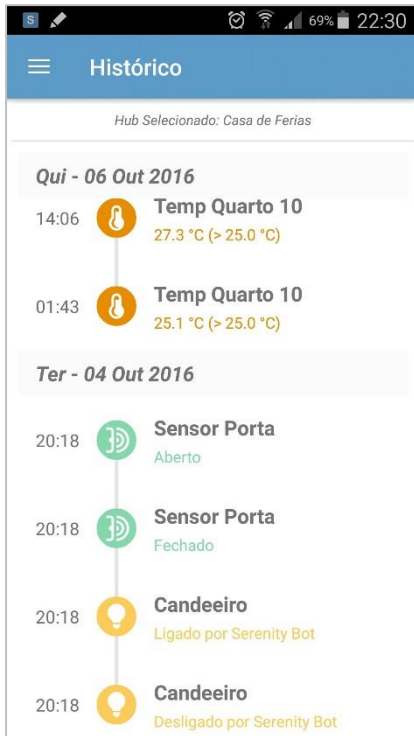 S 69% 22:30
Histórico
Hub Selecionado: Casa de Ferias
Qui - 06 Out 2016
14:06 Temp Quarto 10
27.3 °C (> 25.0 °C)
01:43 Temp Quarto 10
25.1 °C (> 25.0 °C)
Ter - 04 Out 2016
20:18 Sensor Porta
Aberto
20:18 Sensor Porta
Fechado
20:18 Candeeiro
Ligado por Serenity Bot
20:18 Candeeiro
Desligado por Serenity Bot